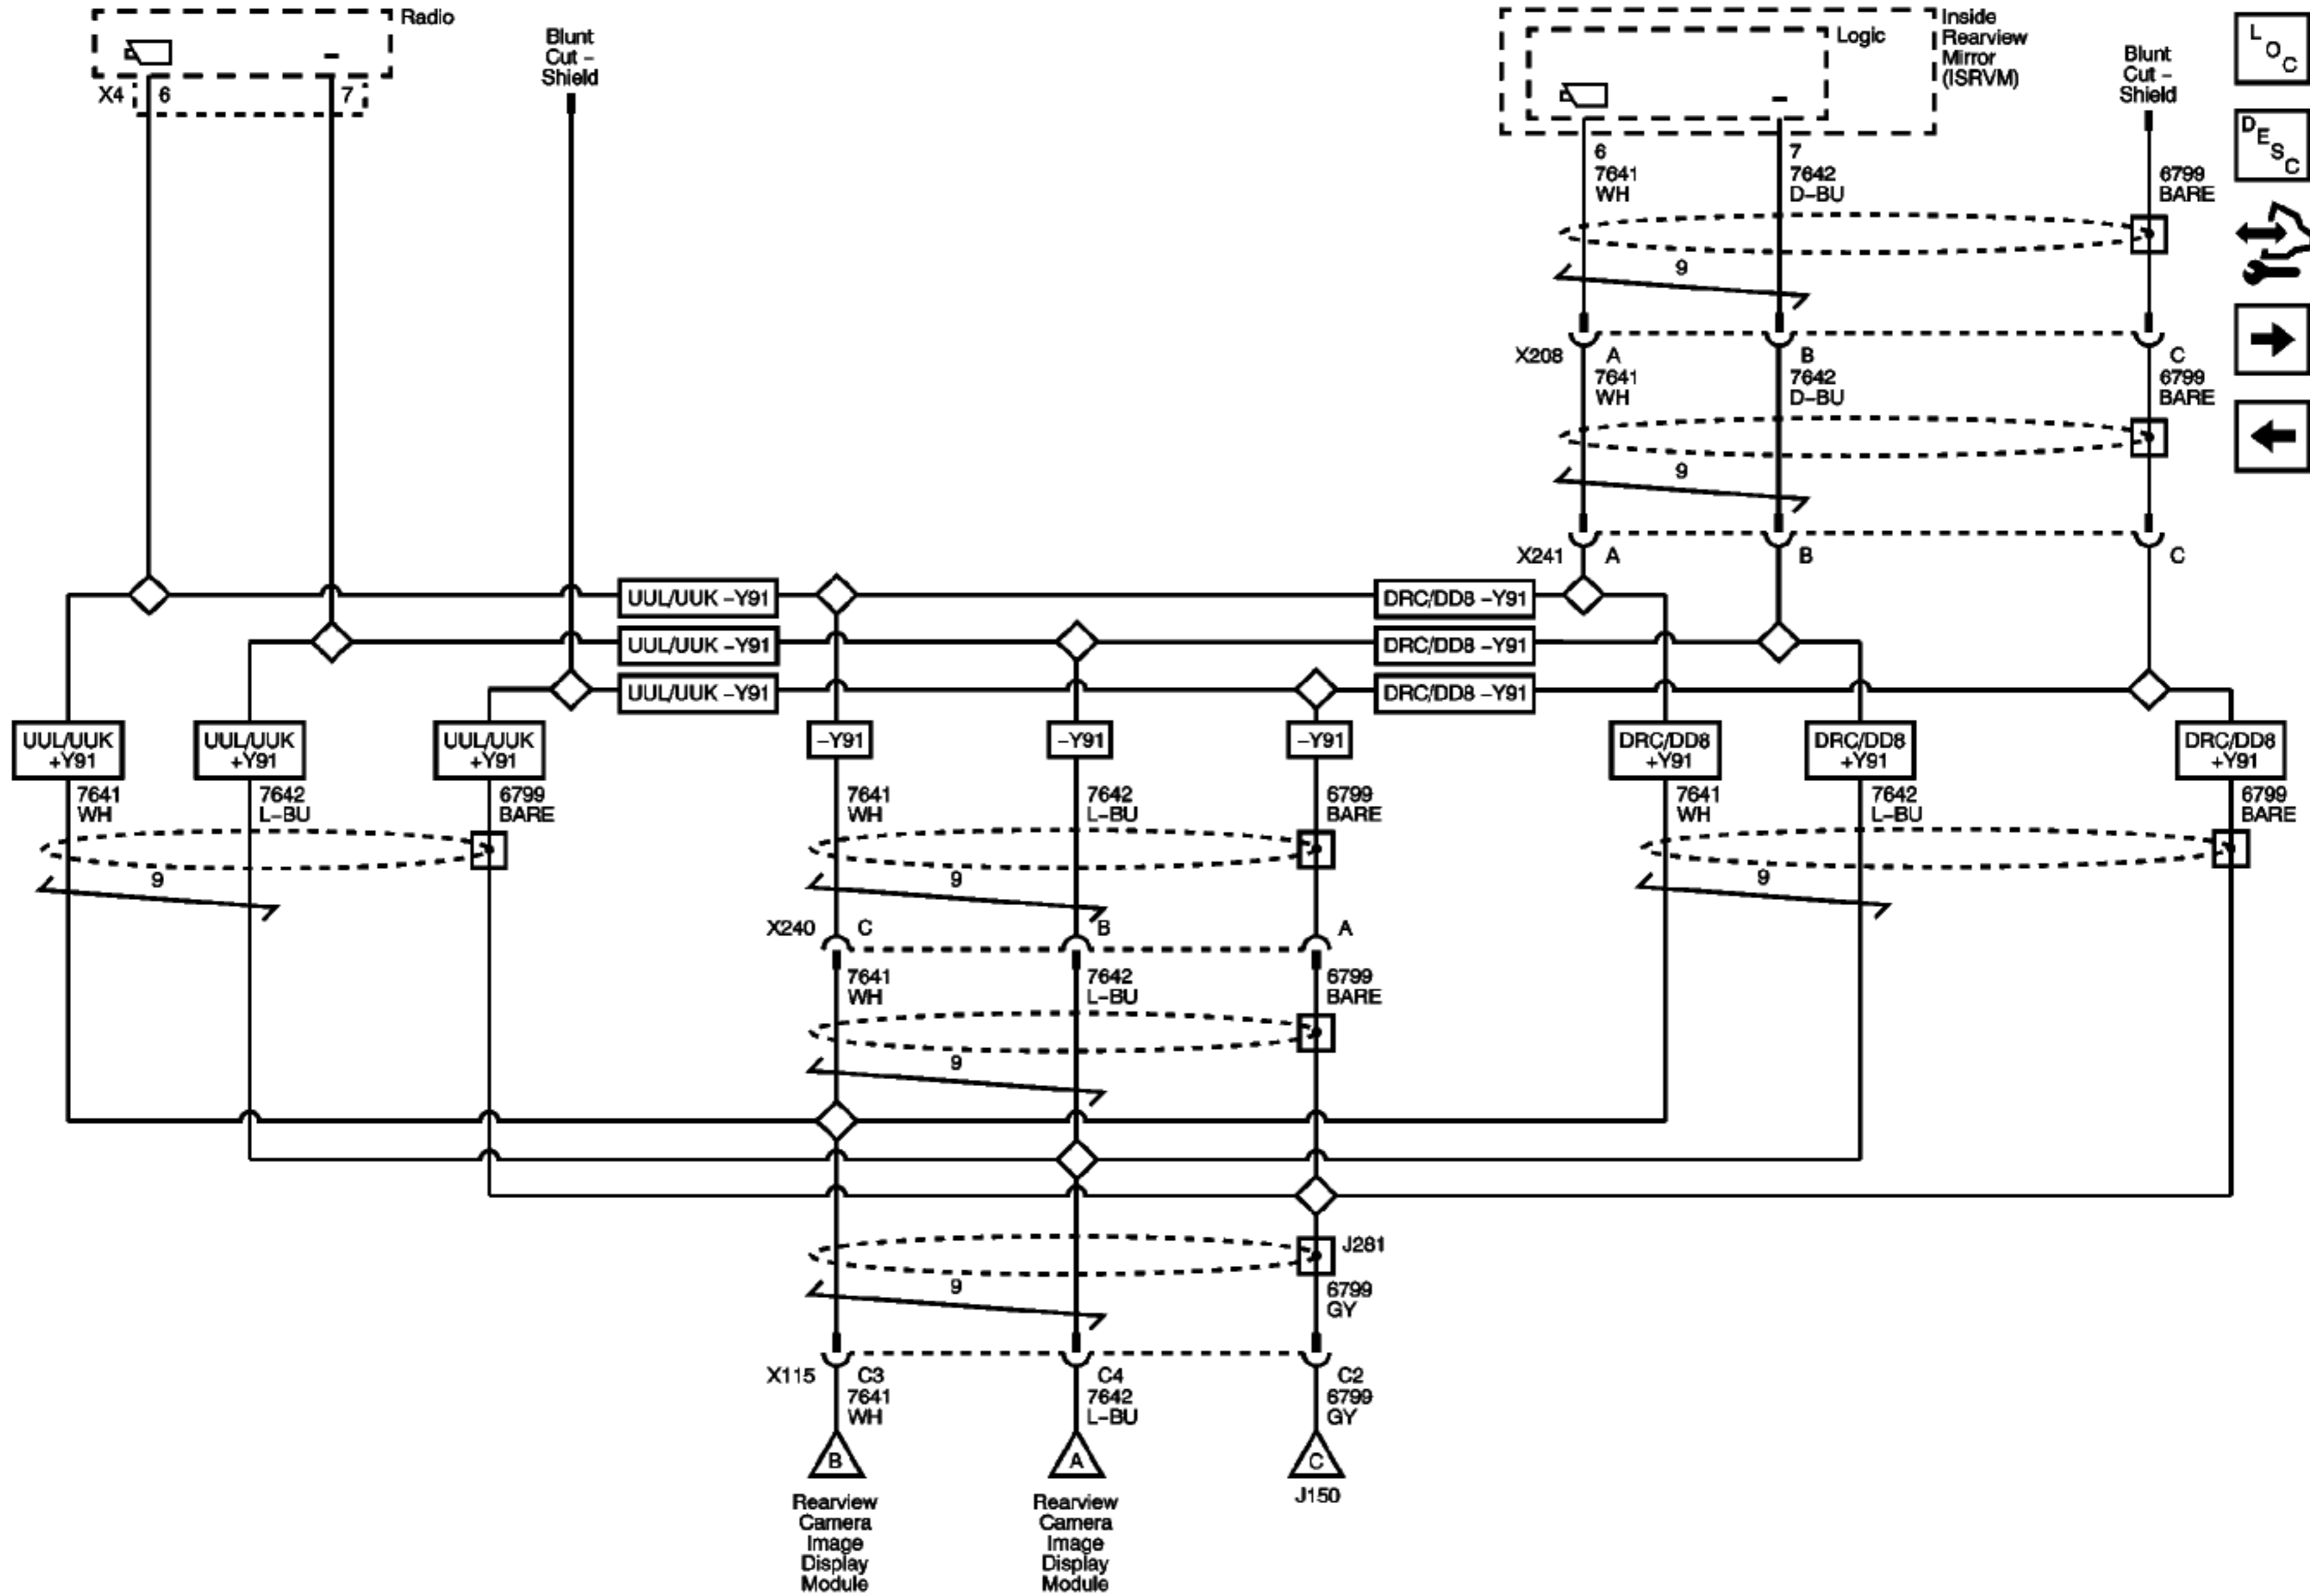 Radio
X4
6
7
Blunt
Cut –
Shield
Logic
Inside
Rearview
Mirror
(ISRVM)
Blunt
Cut –
Shield
L O C
D E S C
6
7641
WH
7
7642
D–BU
6799
BARE
9
X208
A
7641
WH
B
7642
D–BU
C
6799
BARE
9
X241
A
B
C
UUL/UUK –Y91
DRC/DD8 –Y91
UUL/UUK –Y91
DRC/DD8 –Y91
UUL/UUK –Y91
DRC/DD8 –Y91
UUL/UUK
+Y91
UUL/UUK
+Y91
UUL/UUK
+Y91
–Y91
–Y91
–Y91
DRC/DD8
+Y91
DRC/DD8
+Y91
DRC/DD8
+Y91
7641
WH
7642
L–BU
6799
BARE
7641
WH
7642
L–BU
6799
BARE
7641
WH
7642
L–BU
6799
BARE
9
9
9
X240
C
B
A
7641
WH
7642
L–BU
6799
BARE
9
J281
9
6799
GY
X115
C3
7641
WH
C4
7642
L–BU
C2
6799
GY
B
A
C
Rearview
Camera
Image
Display
Module
Rearview
Camera
Image
Display
Module
J150